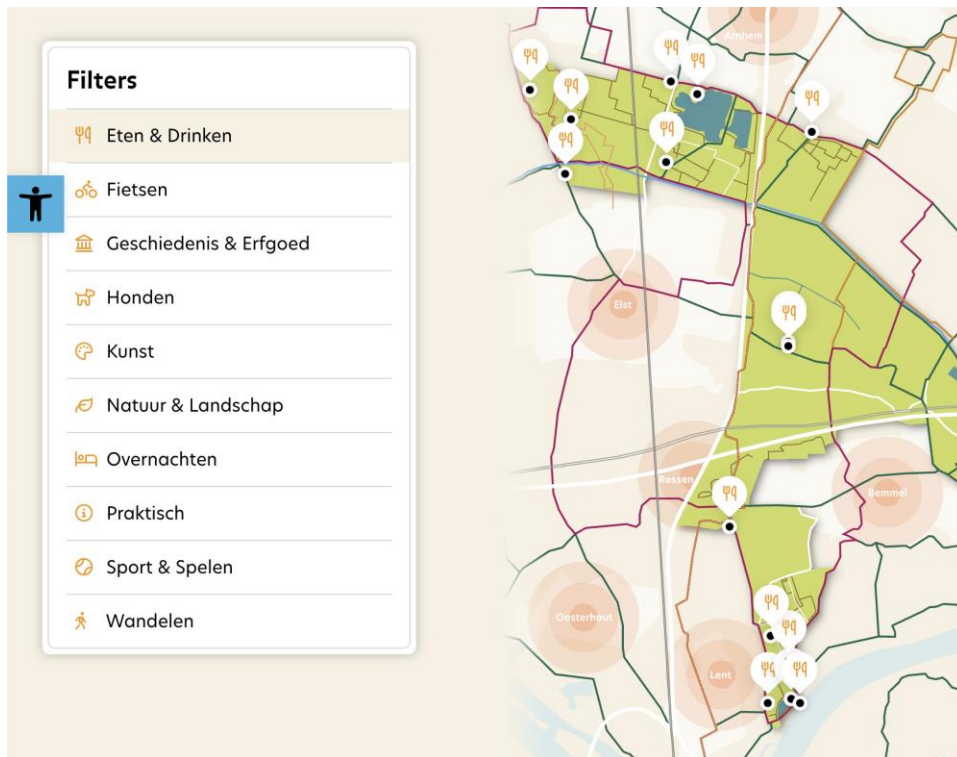 Filters
Eten & Drinken
Fietsen
Geschiedenis & Erfgoed
Honden
Kunst
Natuur & Landschap
Overnachten
Praktisch
Sport & Spelen
Wandelen
Arnhem
Elst
Ressen
Bemmel
Oosterhout
Lent